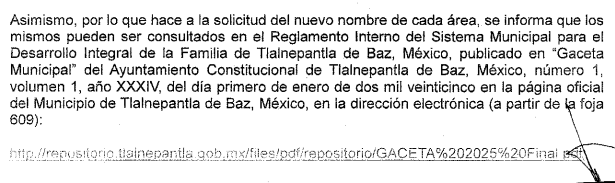 Asimismo, por lo que hace a la solicitud del nuevo nombre de cada área, se informa que los
mismos pueden ser consultados en el Reglamento Interno del Sistema Municipal para el
Desarrollo Integral de la Familia de Tlalnepantla de Baz, México, publicado en "Gaceta
Municipal" del Ayuntamiento Constitucional de Tlalnepantla de Baz, México, número 1,
volumen 1, año XXXIV, del día primero de enero de dos mil veinticinco en la página oficial
del Municipio de Tlalnepantla de Baz, México, en la dirección electrónica (a partir de la foja
609):
http://repositorio.tlalnepantla.gob.mx/files/pdf/repositorio/GACETA%202025%20Final.pdf